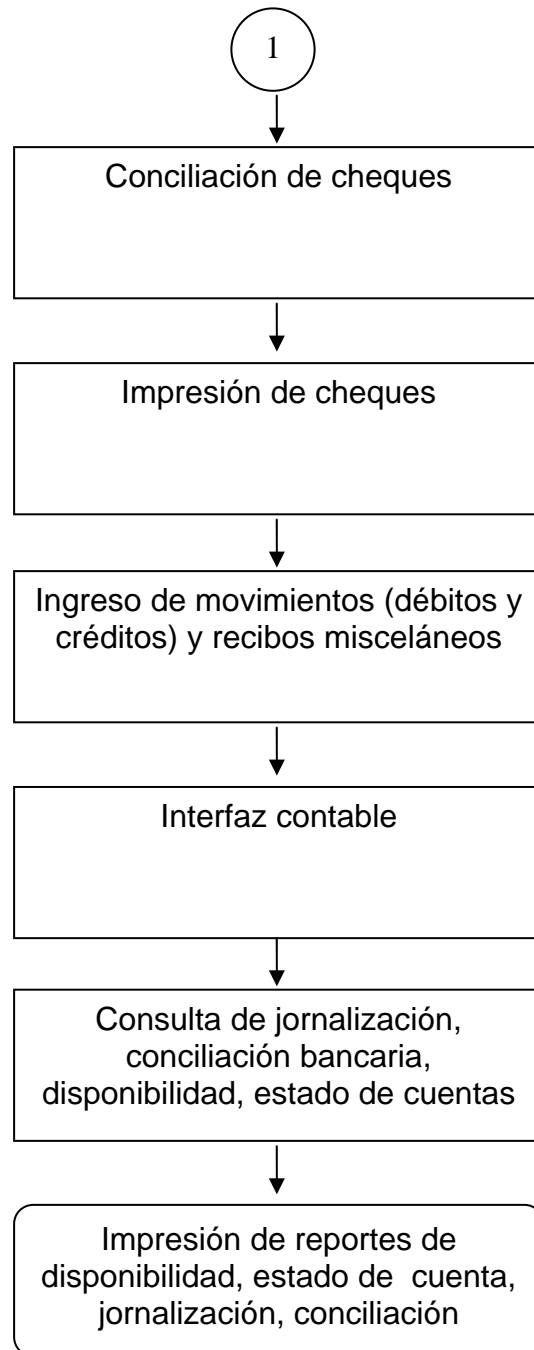 1
Conciliación de cheques
Impresión de cheques
Ingreso de movimientos (débitos y
créditos) y recibos misceláneos
Interfaz contable
Consulta de jornalización,
conciliación bancaria,
disponibilidad, estado de cuentas
Impresión de reportes de
disponibilidad, estado de  cuenta,
jornalización, conciliación